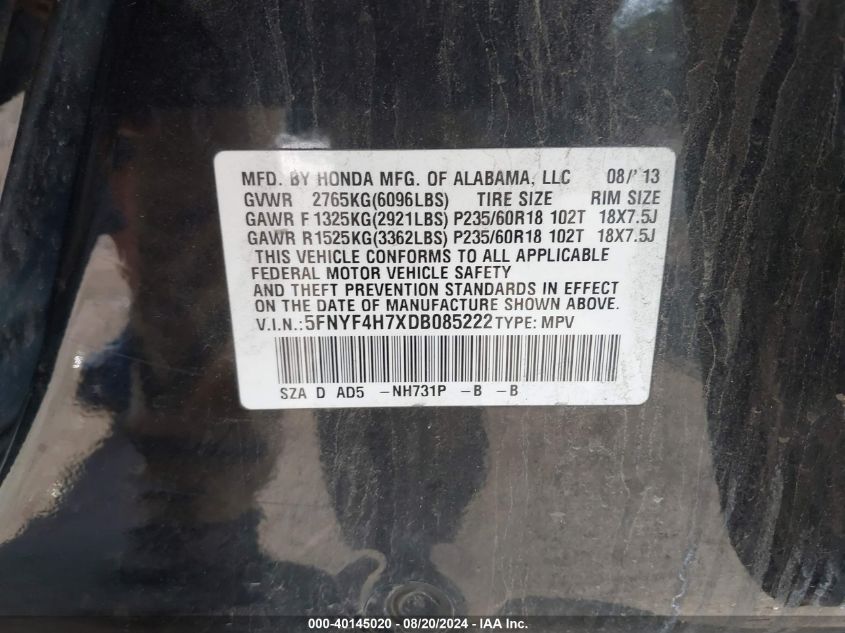 MFD. BY HONDA MFG. OF ALABAMA, LLC 08/'13
GVWR 2765KG(6096LBS) TIRE SIZE RIM SIZE
GAWR F 1325KG(2921LBS) P235/60R18 102T 18X7.5J
GAWR R1525KG(3362LBS) P235/60R18 102T 18X7.5J
THIS VEHICLE CONFORMS TO ALL APPLICABLE
FEDERAL MOTOR VEHICLE SAFETY
AND THEFT PREVENTION STANDARDS IN EFFECT
ON THE DATE OF MANUFACTURE SHOWN ABOVE.
V.I.N.:5FNYF4H7XDB085222 TYPE: MPV
SZA D AD5 -NH731P -B -B
000-40145020 - 08/20/2024 - IAA Inc.